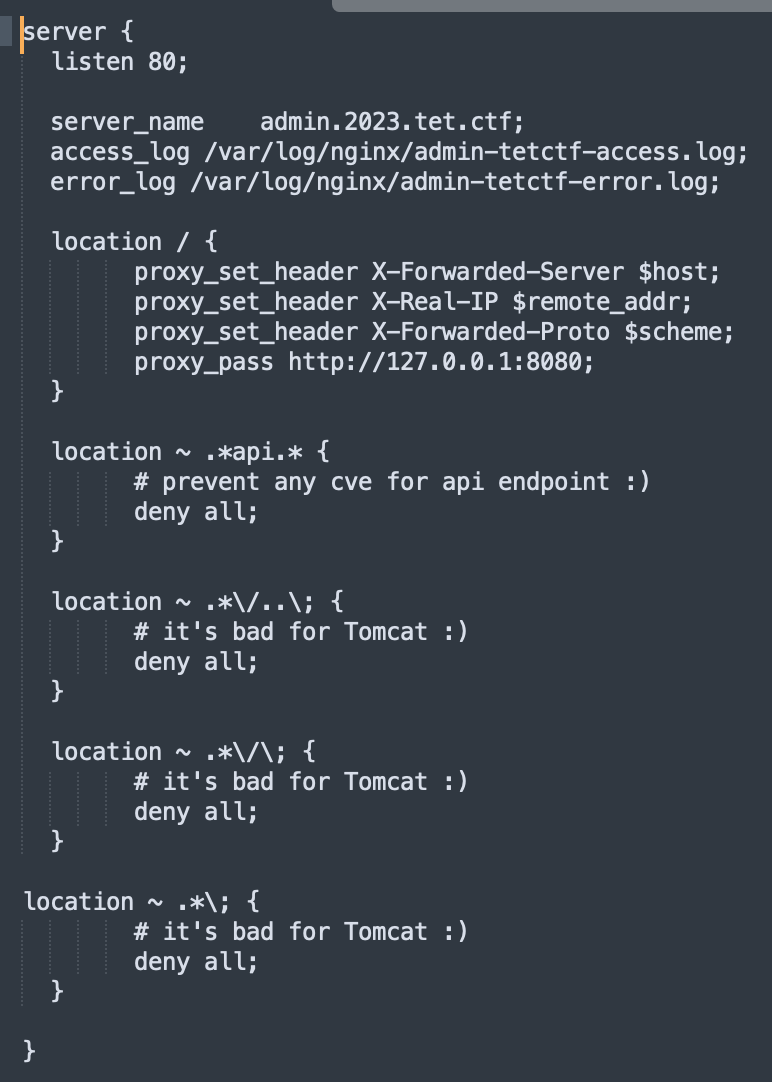 server {
  listen 80;

  server_name    admin.2023.tet.ctf;
  access_log /var/log/nginx/admin-tetctf-access.log;
  error_log /var/log/nginx/admin-tetctf-error.log;

  location / {
        proxy_set_header X-Forwarded-Server $host;
        proxy_set_header X-Real-IP $remote_addr;
        proxy_set_header X-Forwarded-Proto $scheme;
        proxy_pass http://127.0.0.1:8080;
  }

  location ~ .*api.* {
        # prevent any cve for api endpoint :)
        deny all;
  }

  location ~ .*\/..\; {
        # it's bad for Tomcat :)
        deny all;
  }

  location ~ .*\/\; {
        # it's bad for Tomcat :)
        deny all;
  }

location ~ .*\; {
        # it's bad for Tomcat :)
        deny all;
  }

}